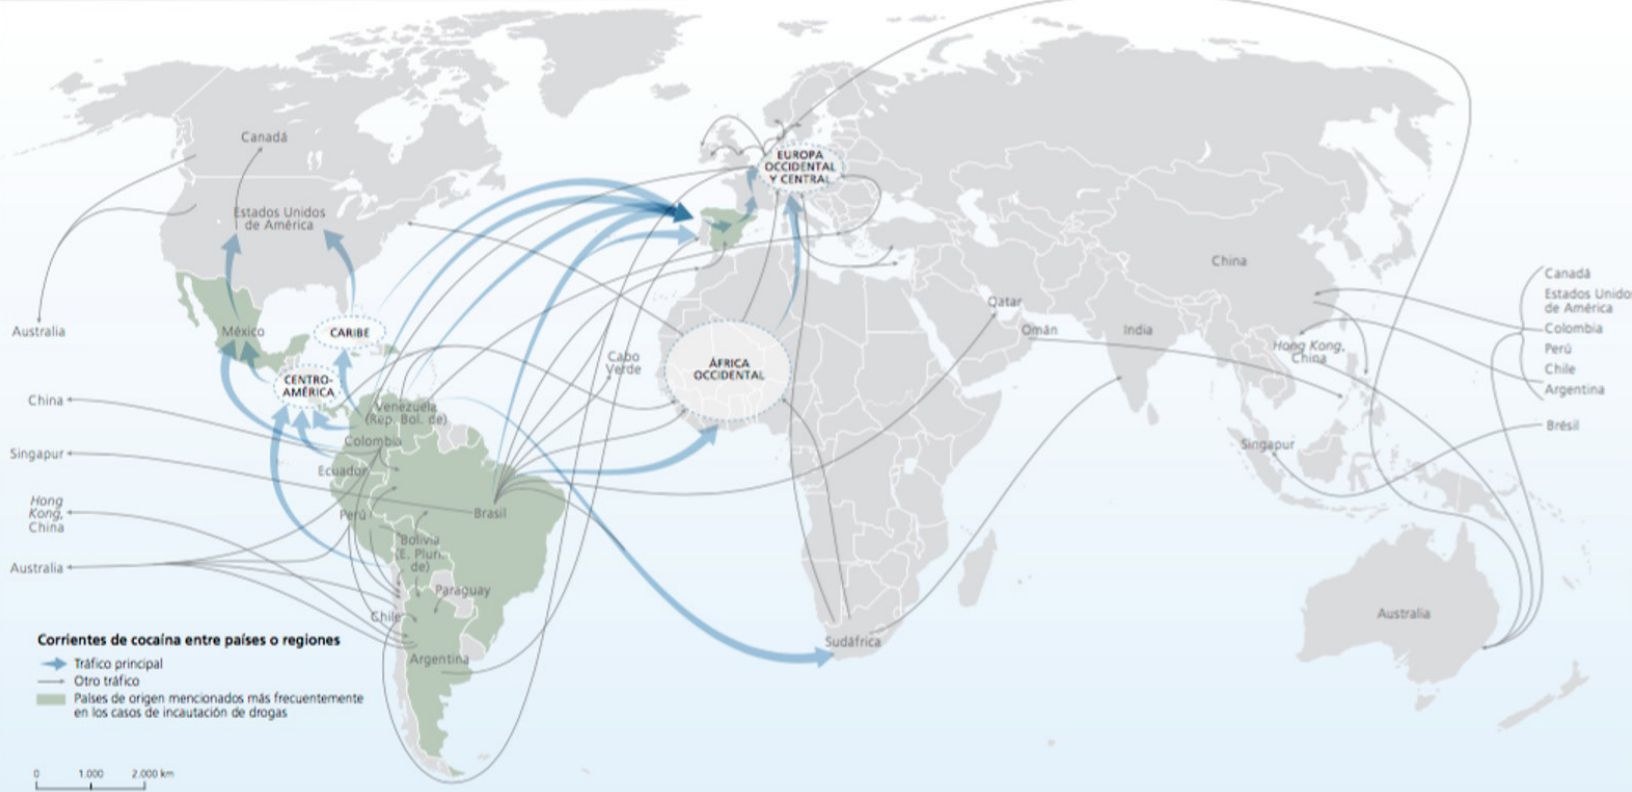 Canadá
EUROPA
OCCIDENTAL
Y CENTRAL
Estados Unidos
de América
China
Canadá
Estados Unidos
de América
Colombia
Perú
Chile
Argentina
Brésil
Qatar
Omán
India
Hong Kong,
China
Singapur
Australia
México
CARIBE
CENTRO-
AMÉRICA
Cabo
Verde
ÁFRICA
OCCIDENTAL
China
Singapur
Hong
Kong,
China
Australia
Venezuela
(Rep. Bol. de)
Colombia
Ecuador
Perú
Brasil
Bolivia
(E. Plun.
de)
Paraguay
Chile
Argentina
Sudáfrica
Australia
Corrientes de cocaína entre países o regiones
Tráfico principal
Otro tráfico
Países de origen mencionados más frecuentemente
en los casos de incautación de drogas
0 1.000 2.000 km